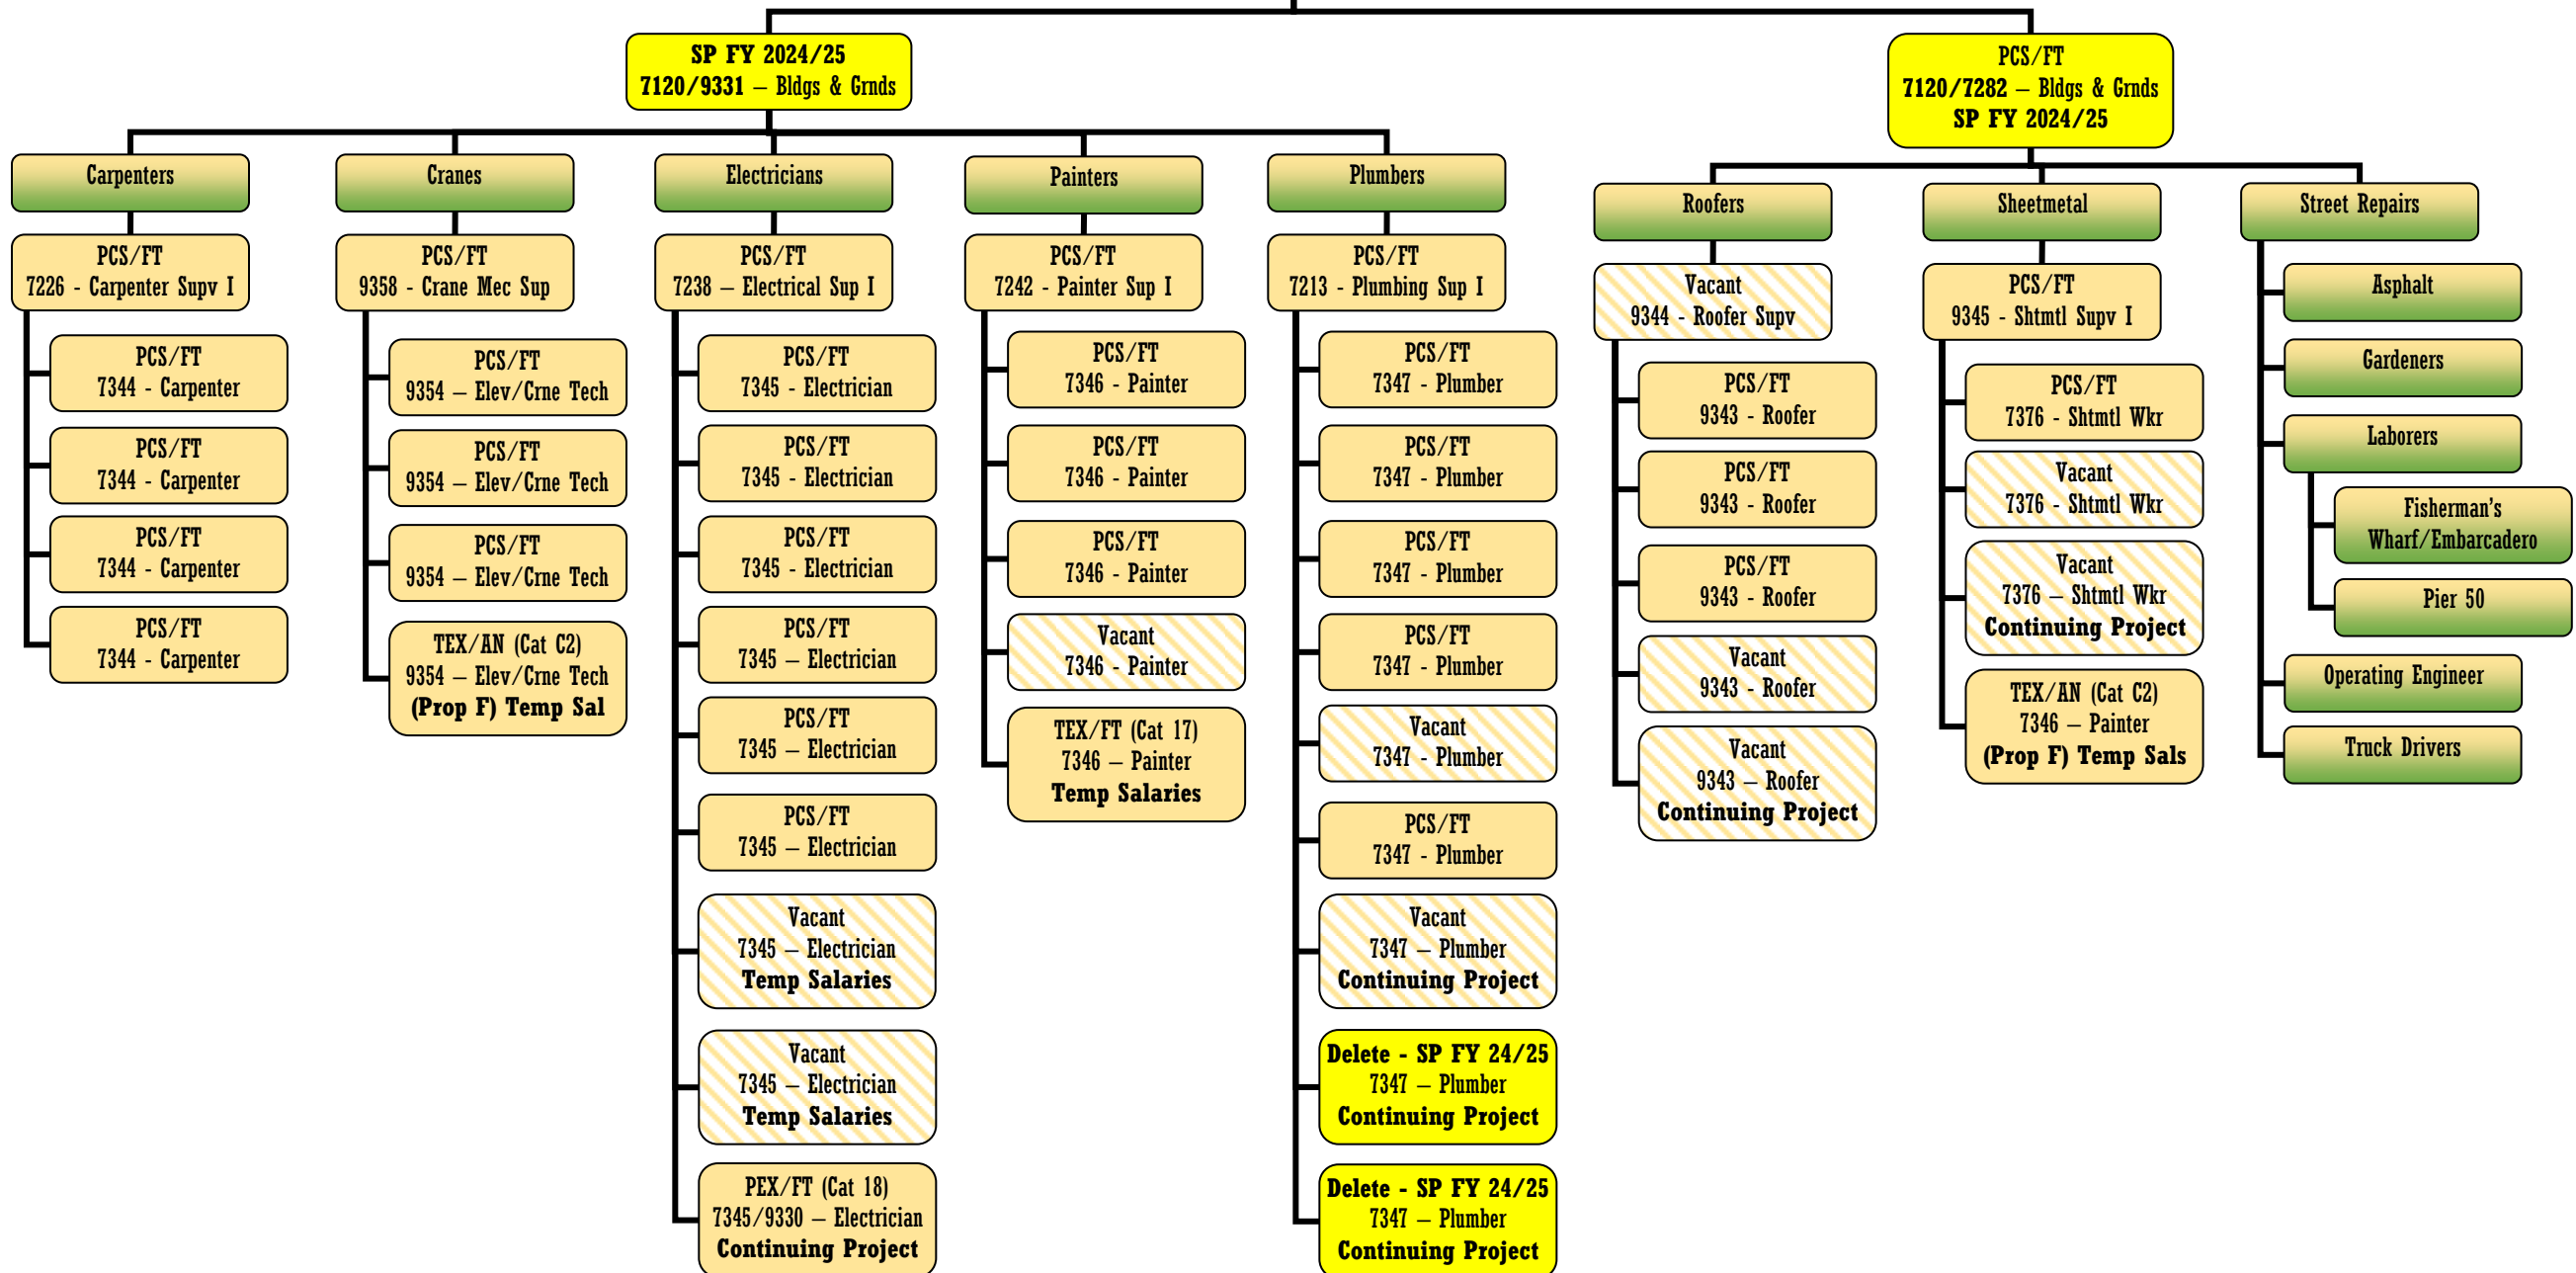 SP FY 2024/25
7120/9331 – Bldgs & Grnds
PCS/FT
7120/7282 – Bldgs & Grnds
SP FY 2024/25
Carpenters
PCS/FT
7226 - Carpenter Supv I
PCS/FT
7344 - Carpenter
PCS/FT
7344 - Carpenter
PCS/FT
7344 - Carpenter
PCS/FT
7344 - Carpenter
Cranes
PCS/FT
9358 - Crane Mec Sup
PCS/FT
9354 – Elev/Crne Tech
PCS/FT
9354 – Elev/Crne Tech
PCS/FT
9354 – Elev/Crne Tech
TEX/AN (Cat C2)
9354 – Elev/Crne Tech
(Prop F) Temp Sal
Electricians
PCS/FT
7238 – Electrical Sup I
PCS/FT
7345 - Electrician
PCS/FT
7345 - Electrician
PCS/FT
7345 - Electrician
PCS/FT
7345 – Electrician
PCS/FT
7345 – Electrician
PCS/FT
7345 – Electrician
Vacant
7345 – Electrician
Temp Salaries
Vacant
7345 – Electrician
Temp Salaries
PEX/FT (Cat 18)
7345/9330 – Electrician
Continuing Project
Painters
PCS/FT
7242 - Painter Sup I
PCS/FT
7346 - Painter
PCS/FT
7346 - Painter
PCS/FT
7346 - Painter
Vacant
7346 - Painter
TEX/FT (Cat 17)
7346 – Painter
Temp Salaries
Plumbers
PCS/FT
7213 - Plumbing Sup I
PCS/FT
7347 - Plumber
PCS/FT
7347 - Plumber
PCS/FT
7347 - Plumber
PCS/FT
7347 - Plumber
Vacant
7347 - Plumber
PCS/FT
7347 - Plumber
Vacant
7347 – Plumber
Continuing Project
Delete - SP FY 24/25
7347 – Plumber
Continuing Project
Delete - SP FY 24/25
7347 – Plumber
Continuing Project
Roofers
Vacant
9344 - Roofer Supv
PCS/FT
9343 - Roofer
PCS/FT
9343 - Roofer
PCS/FT
9343 - Roofer
Vacant
9343 - Roofer
Vacant
9343 – Roofer
Continuing Project
Sheetmetal
PCS/FT
9345 - Shtmtl Supv I
PCS/FT
7376 - Shtmtl Wkr
Vacant
7376 - Shtmtl Wkr
Vacant
7376 – Shtmtl Wkr
Continuing Project
TEX/AN (Cat C2)
7346 – Painter
(Prop F) Temp Sals
Street Repairs
Asphalt
Gardeners
Laborers
Fisherman's
Wharf/Embarcadero
Pier 50
Operating Engineer
Truck Drivers